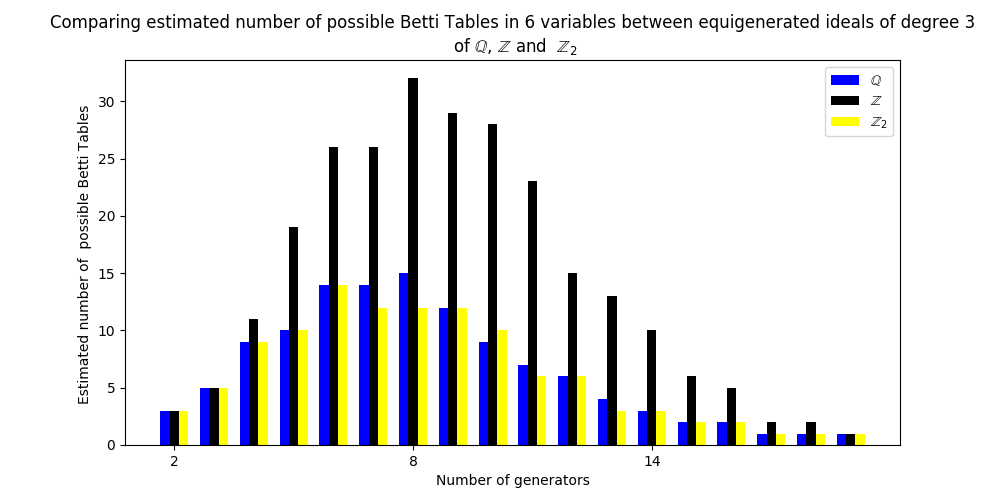 Comparing estimated number of possible Betti Tables in 6 variables between equigenerated ideals of degree 3
of ℚ, ℤ and ℤ₂
ℚ
ℤ
ℤ₂
Estimated number of possible Betti Tables
30
25
20
15
10
5
0
2 8 14
Number of generators